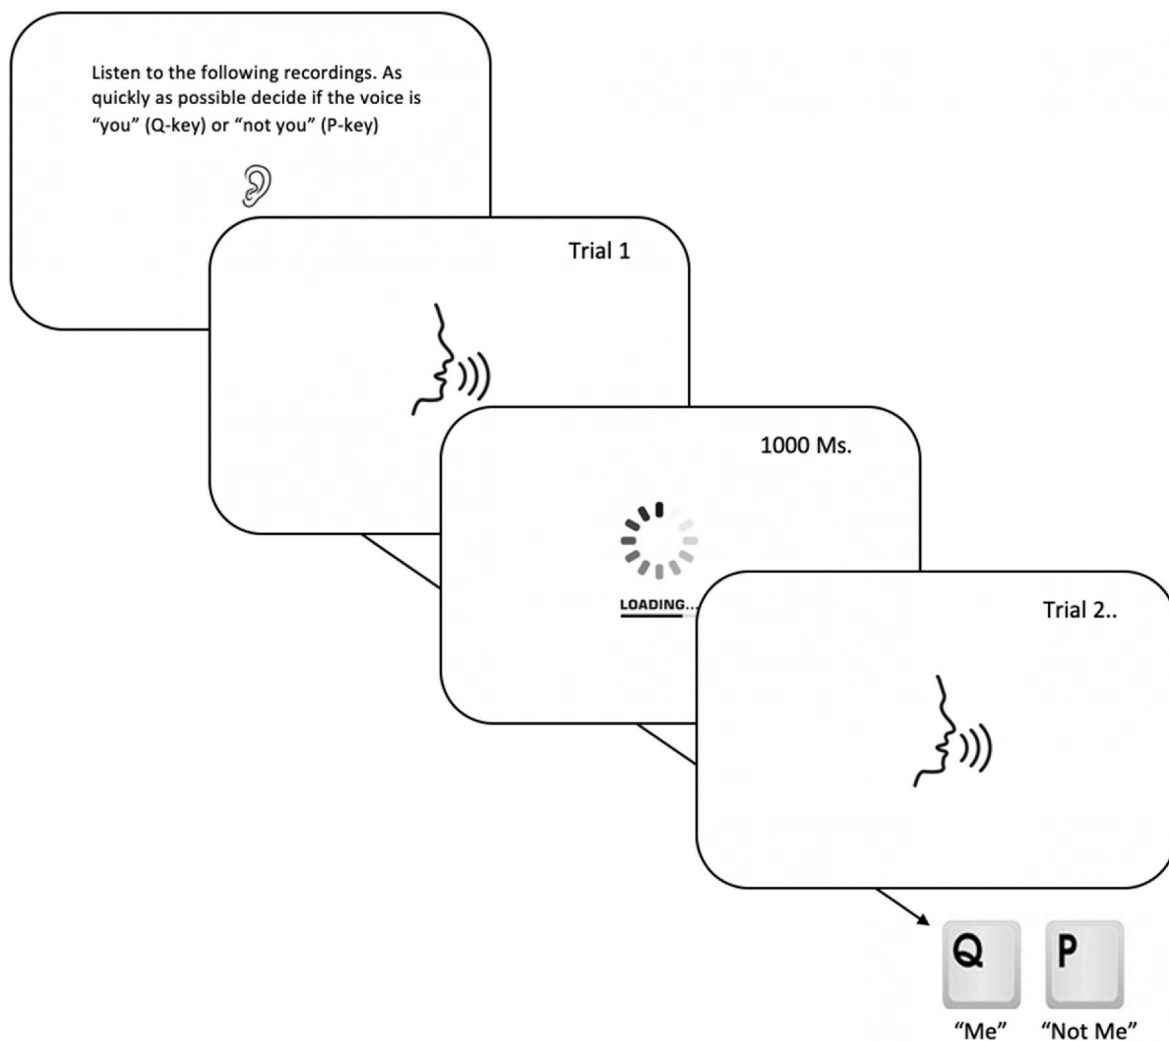 Listen to the following recordings. As
quickly as possible decide if the voice is
“you” (Q-key) or “not you” (P-key)
Trial 1
1000 Ms.
LOADING...
Trial 2..
Q P
“Me” “Not Me”